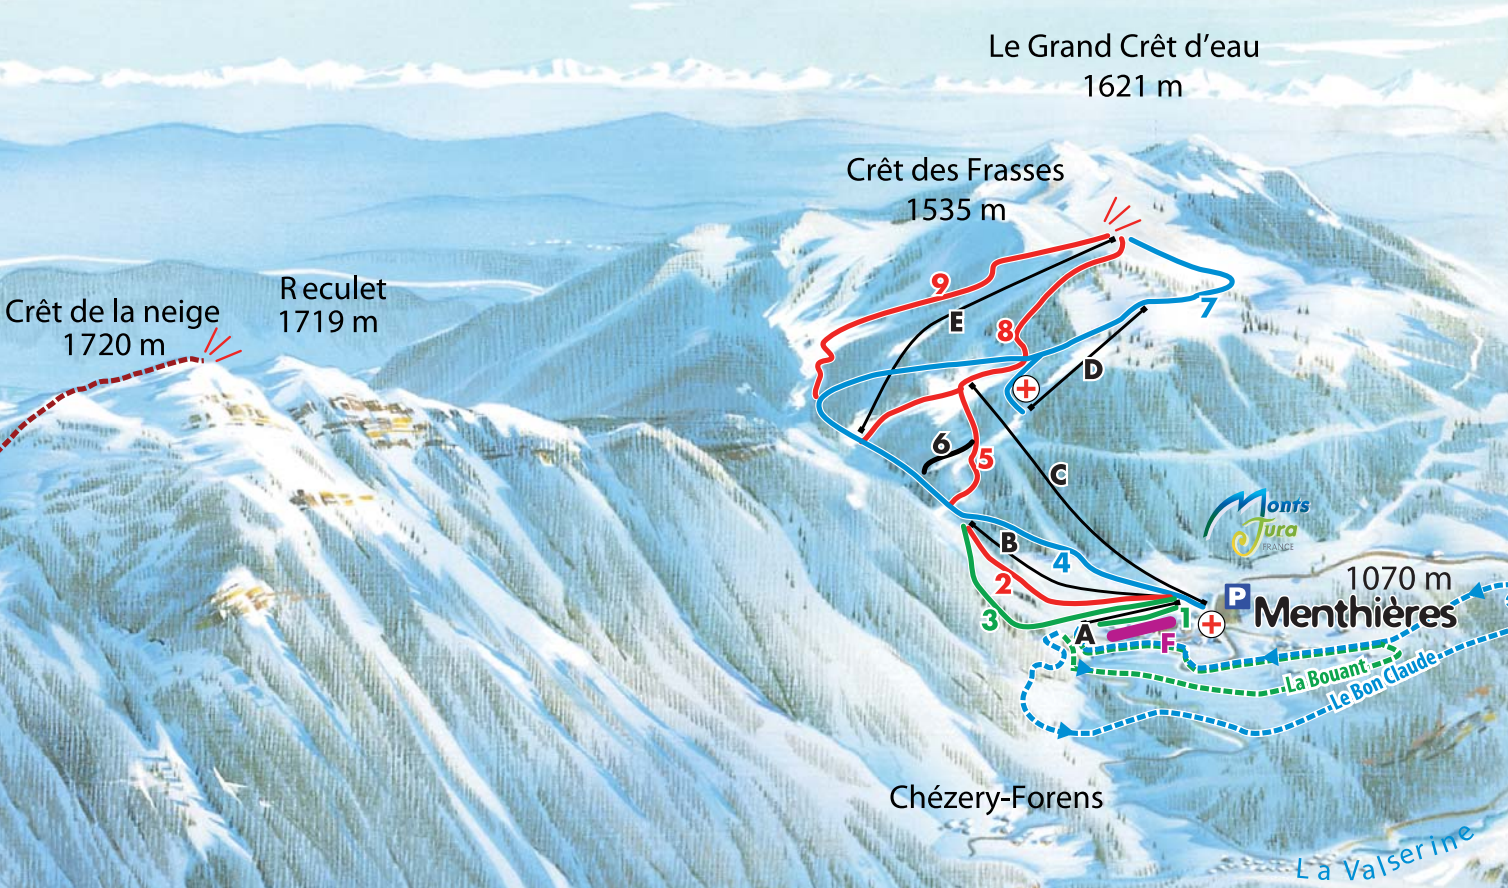 Le Grand Crêt d'eau
1621 m
Crêt des Frasses
1535 m
9
E
8
7
D
Reculet
1719 m
Crêt de la neige
1720 m
6
5
C
B
4
2
3
Monts
Jura
FRANCE
1070 m
P
Menthières
1
A
F
La Bouant
Le Bon Claude
Chézery-Forens
La Valserine